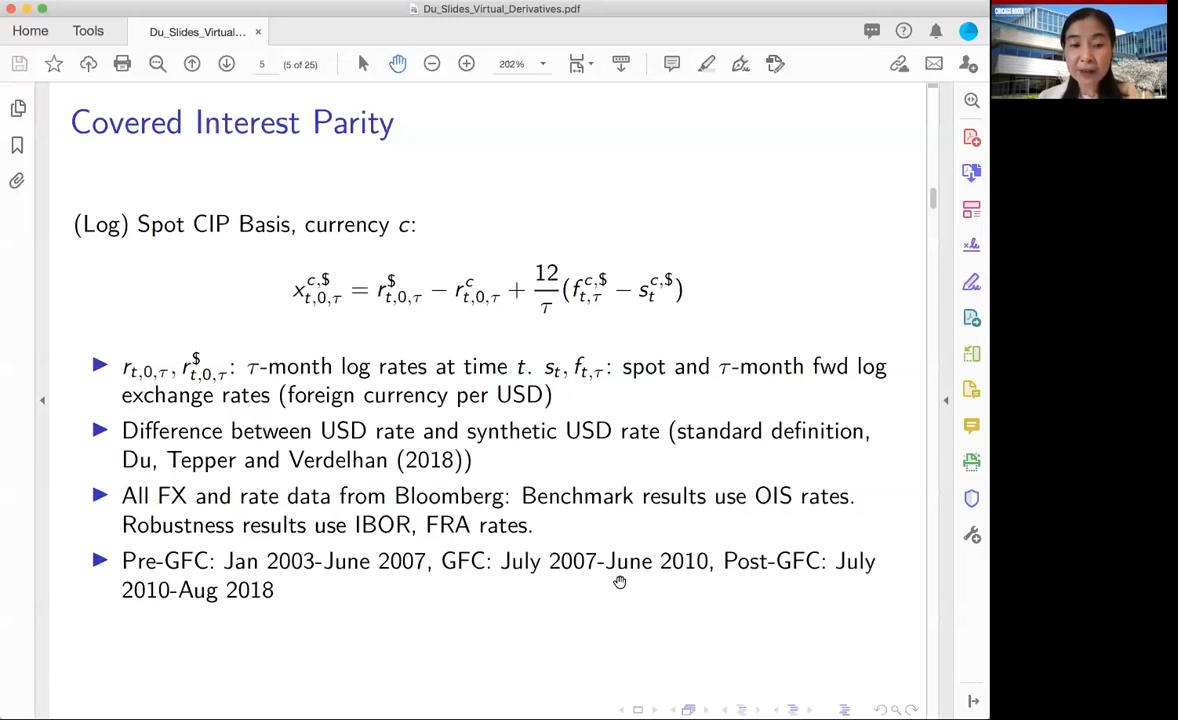 Du_Slides_Virtual_Derivatives.pdf
Home Tools Du_Slides_Virtual... ×
5 (5 of 25) 202%
CHICAGO BOOTH
Covered Interest Parity
(Log) Spot CIP Basis, currency c:
x^{c,$}_{t,0,τ} = r^{$}_{t,0,τ} − r^{c}_{t,0,τ} + 12/τ (f^{c,$}_{t,τ} − s^{c,$}_{t})
▶ r_{t,0,τ}, r^{$}_{t,0,τ}: τ-month log rates at time t. s_t, f_{t,τ}: spot and τ-month fwd log
exchange rates (foreign currency per USD)
▶ Difference between USD rate and synthetic USD rate (standard definition,
Du, Tepper and Verdelhan (2018))
▶ All FX and rate data from Bloomberg: Benchmark results use OIS rates.
Robustness results use IBOR, FRA rates.
▶ Pre-GFC: Jan 2003-June 2007, GFC: July 2007-June 2010, Post-GFC: July
2010-Aug 2018